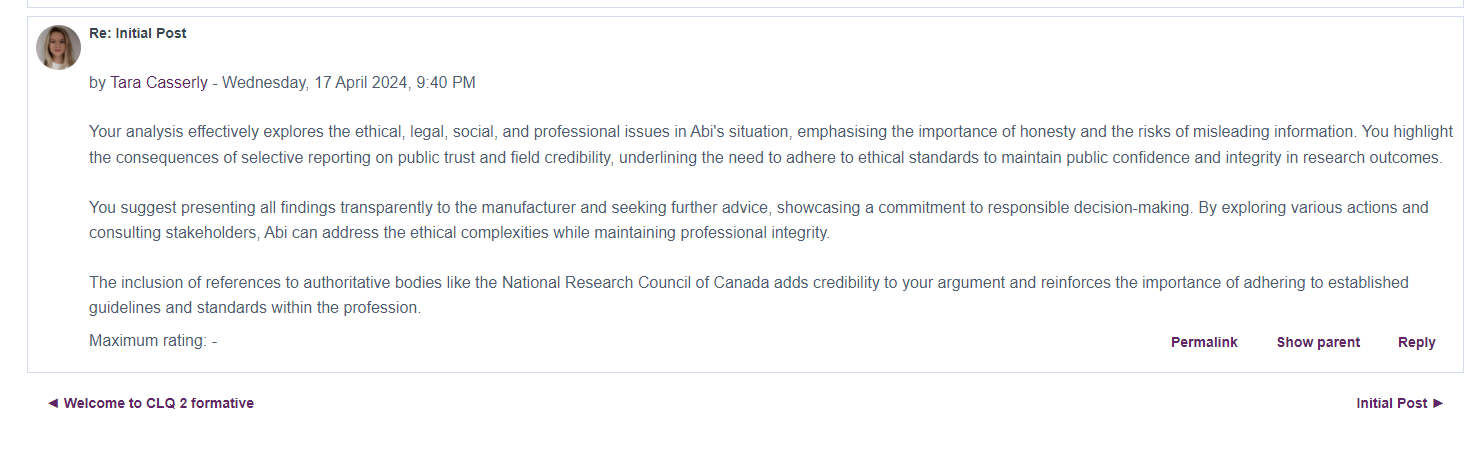 Re: Initial Post
by Tara Casserly - Wednesday, 17 April 2024, 9:40 PM
Your analysis effectively explores the ethical, legal, social, and professional issues in Abi's situation, emphasising the importance of honesty and the risks of misleading information. You highlight
the consequences of selective reporting on public trust and field credibility, underlining the need to adhere to ethical standards to maintain public confidence and integrity in research outcomes.
You suggest presenting all findings transparently to the manufacturer and seeking further advice, showcasing a commitment to responsible decision-making. By exploring various actions and
consulting stakeholders, Abi can address the ethical complexities while maintaining professional integrity.
The inclusion of references to authoritative bodies like the National Research Council of Canada adds credibility to your argument and reinforces the importance of adhering to established
guidelines and standards within the profession.
Maximum rating: -
Permalink Show parent Reply
◄ Welcome to CLQ 2 formative
Initial Post ►